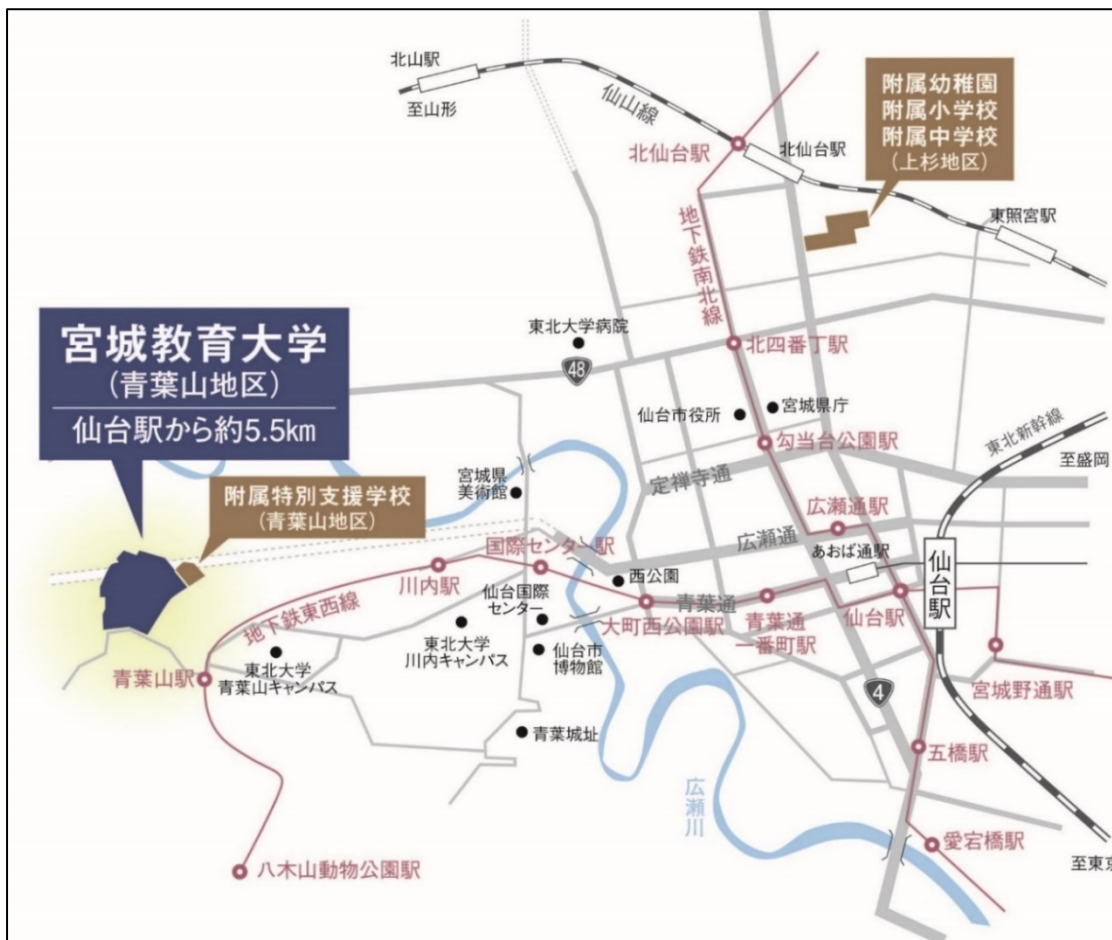 北山駅
至山形
仙山線
北仙台駅
北仙台駅
附属幼稚園
附属小学校
附属中学校
(上杉地区)
東照宮駅
地下鉄南北線
宮城教育大学
(青葉山地区)
仙台駅から約5.5km
東北大学病院
48
北四番丁駅
仙台市役所
宮城県庁
勾当台公園駅
東北新幹線
至盛岡
附属特別支援学校
(青葉山地区)
宮城県
美術館
定禅寺通
広瀬通駅
広瀬通
あおば通駅
仙台駅
国際センター駅
川内駅
西公園
青葉通
仙台駅
地下鉄東西線
仙台国際
センター
大町西公園駅
青葉通
一番町駅
東北大学
川内キャンパス
仙台市
博物館
東北大学
青葉山キャンパス
青葉山駅
宮城野通駅
4
青葉城址
五橋駅
広瀬川
愛宕橋駅
八木山動物公園駅
至東京